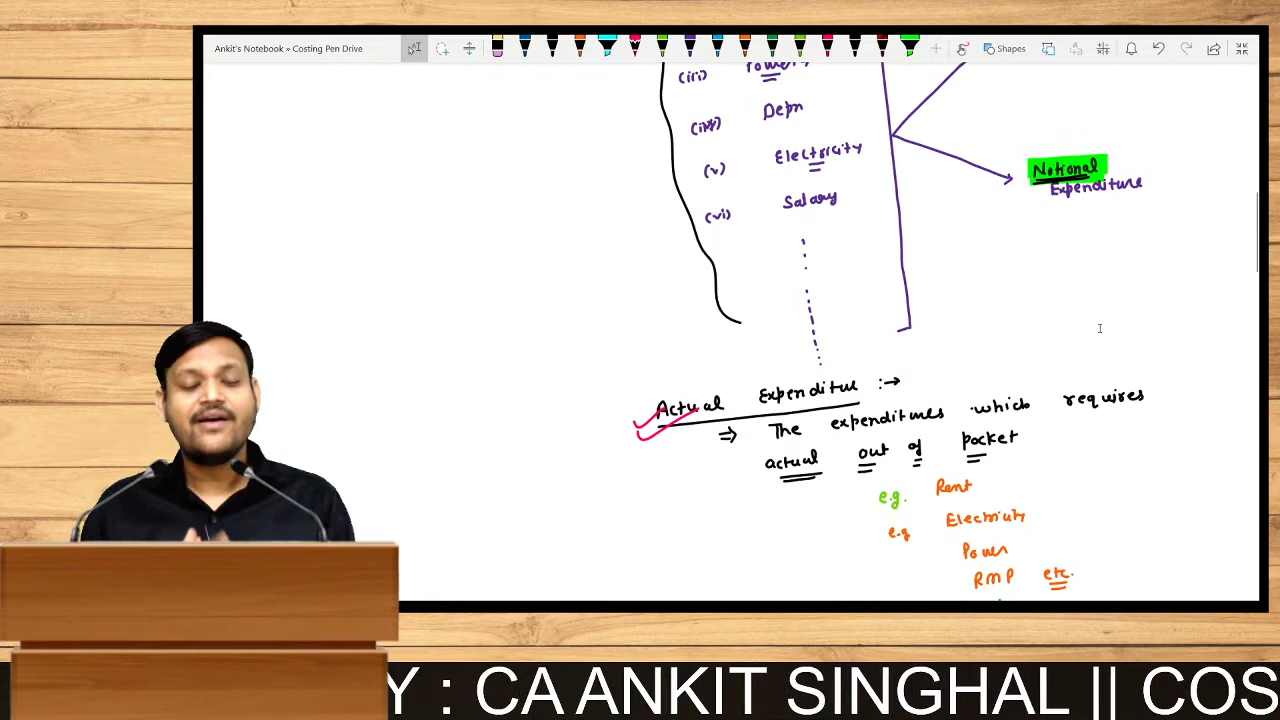 Ankit's Notebook » Costing Pen Drive
Shapes
(iii) Power
(iv) Depn
(v) Electricity
(vi) Salary
Notional
Expenditure
Actual Expenditue :→
⇒ The expenditures which requires
actual out of pocket
e.g. Rent
e.g Electricity
Power
RMP etc.
Y : CA ANKIT SINGHAL || COS